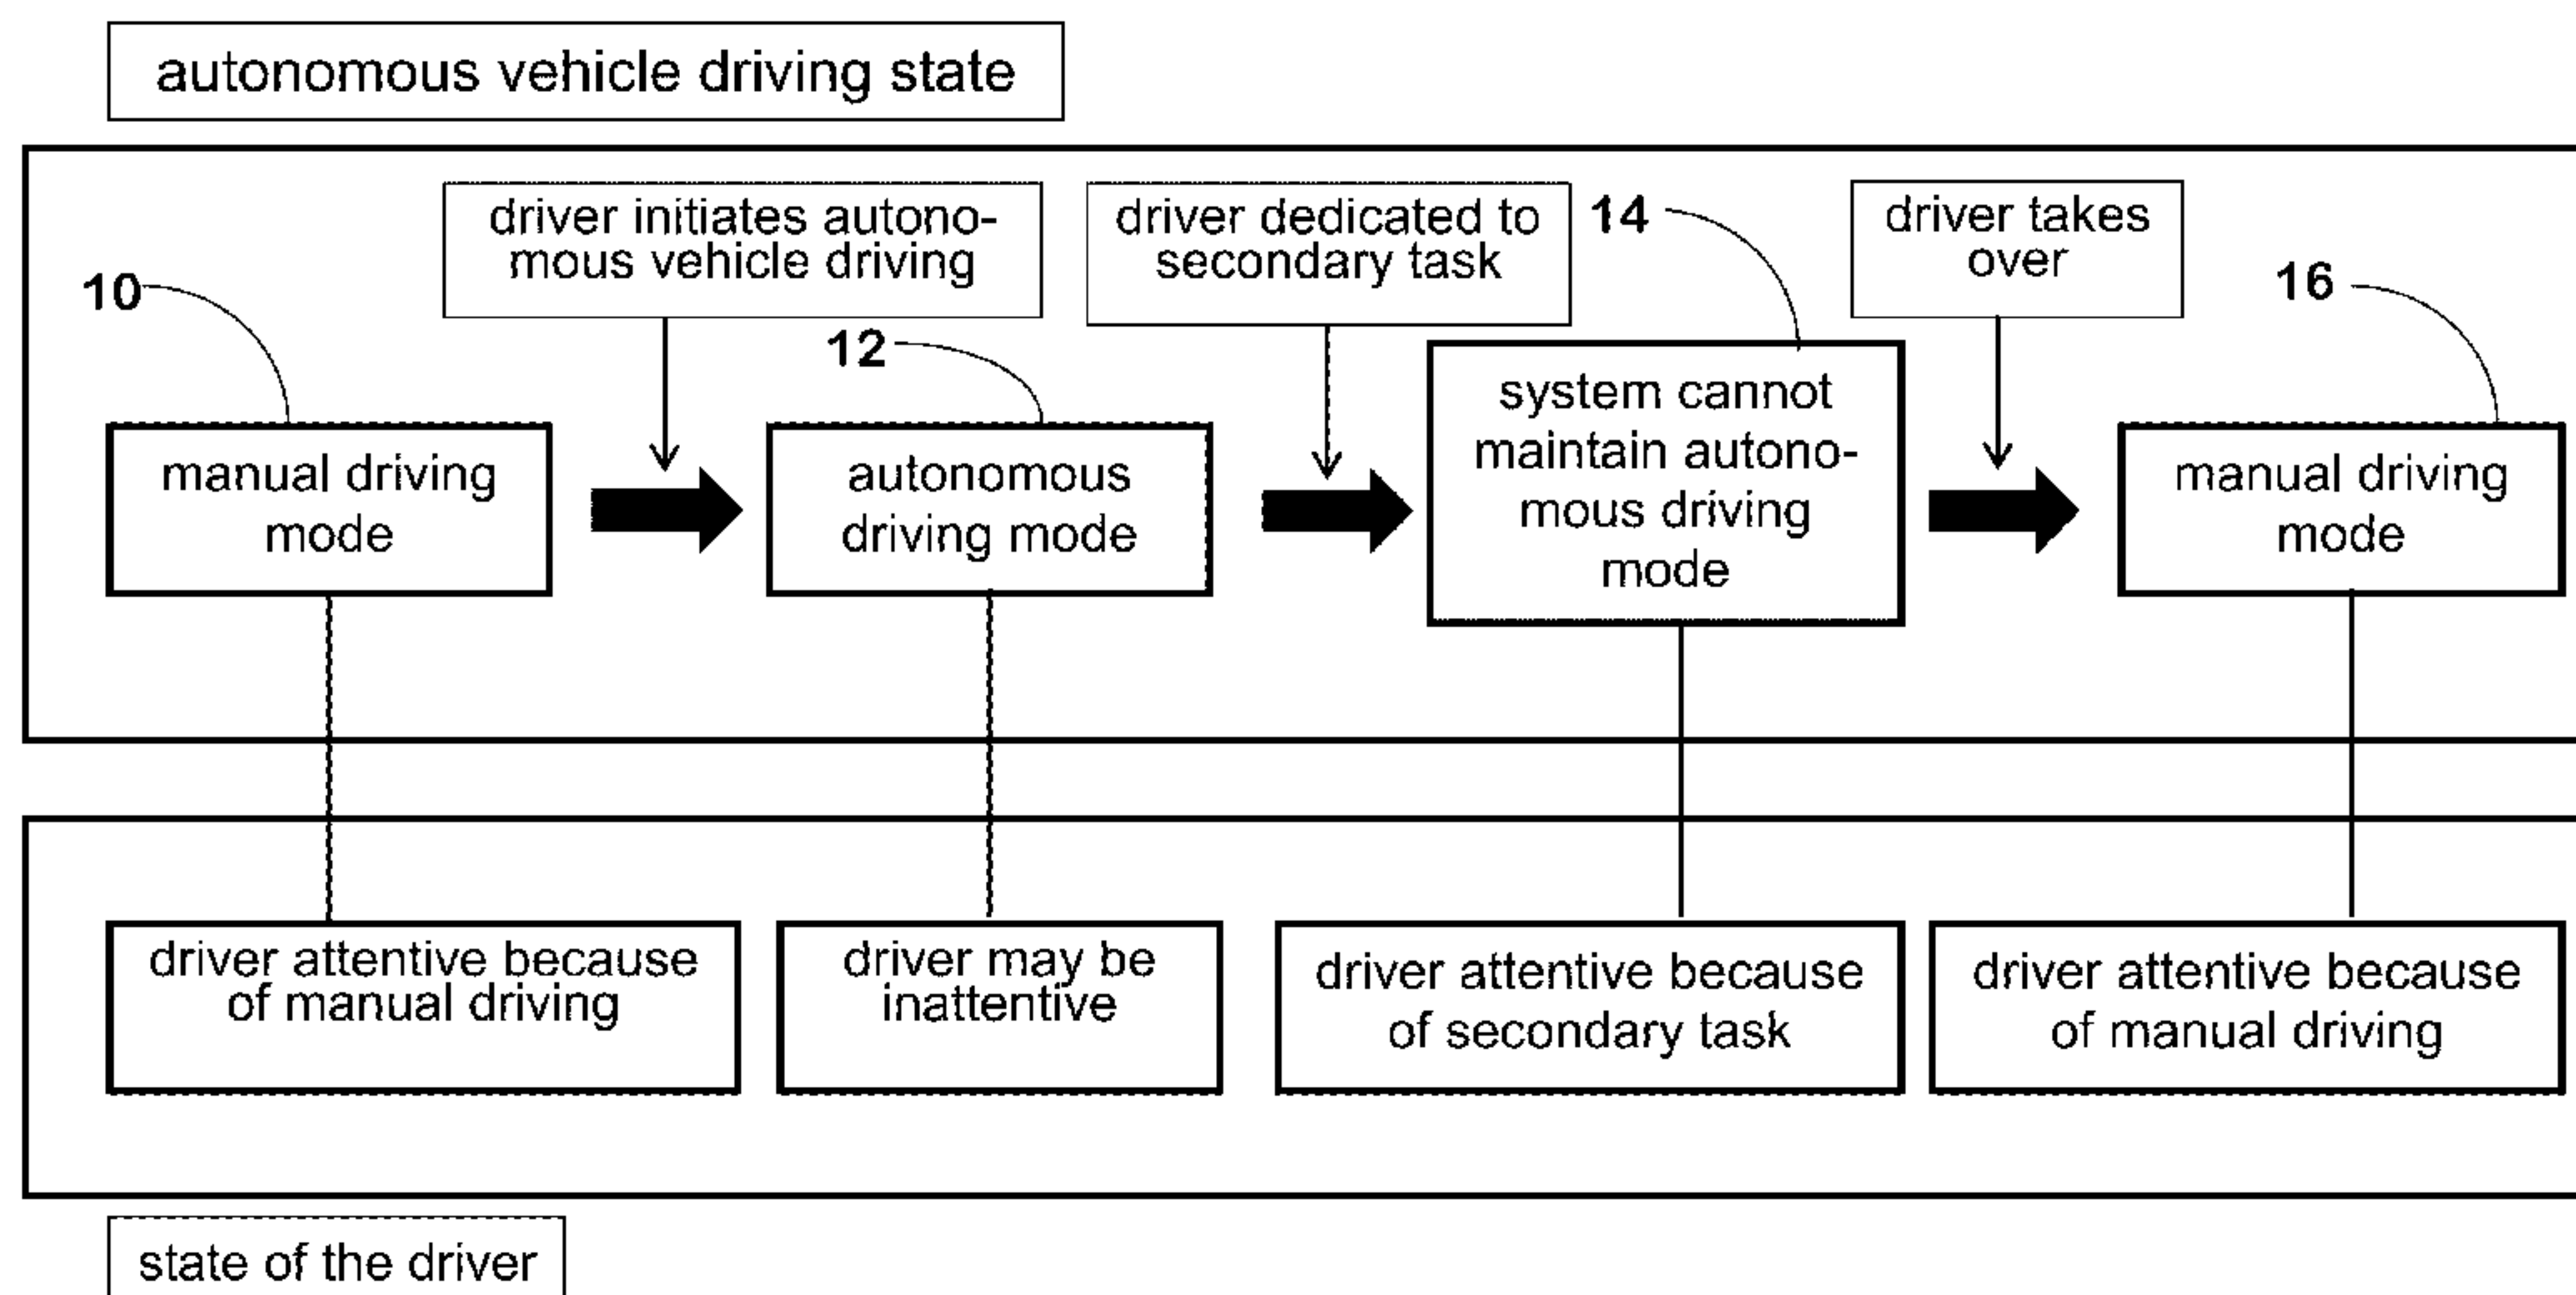 autonomous vehicle driving state
driver initiates autono-
mous vehicle driving
driver dedicated to
secondary task
14
driver takes
over
10
12
16
manual driving
mode
autonomous
driving mode
system cannot
maintain autono-
mous driving
mode
manual driving
mode
driver attentive because
of manual driving
driver may be
inattentive
driver attentive because
of secondary task
driver attentive because
of manual driving
state of the driver